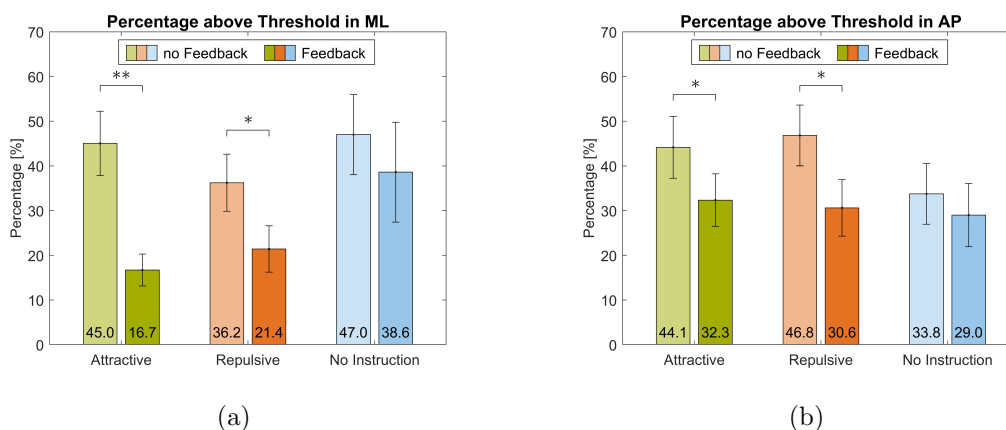 Percentage above Threshold in ML
70
60
50
40
30
20
10
0
Percentage [%]
no Feedback
Feedback
**
*
45.0
16.7
36.2
21.4
47.0
38.6
Attractive
Repulsive
No Instruction
(a)
Percentage above Threshold in AP
70
60
50
40
30
20
10
0
Percentage [%]
no Feedback
Feedback
*
*
44.1
32.3
46.8
30.6
33.8
29.0
Attractive
Repulsive
No Instruction
(b)